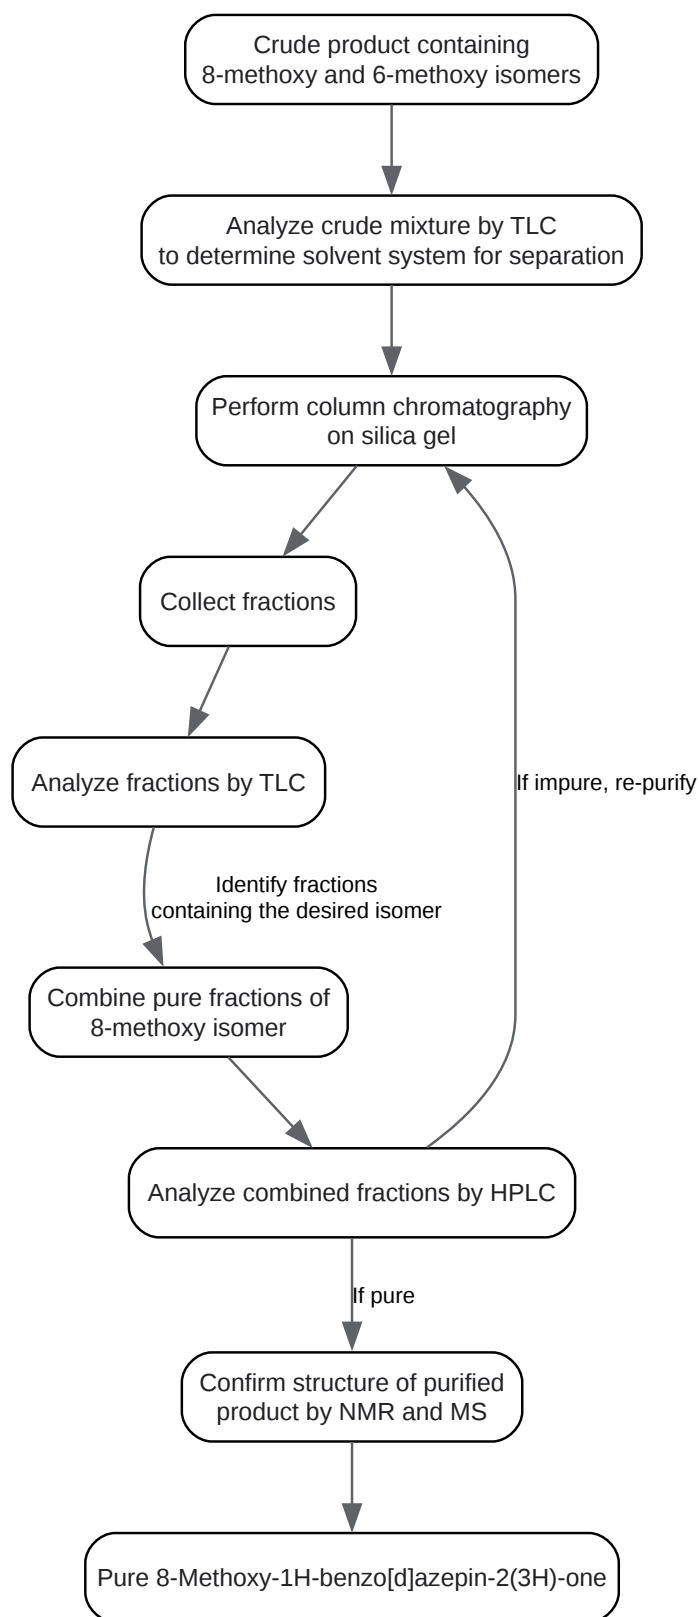 Crude product containing
8-methoxy and 6-methoxy isomers
Analyze crude mixture by TLC
to determine solvent system for separation
Perform column chromatography
on silica gel
Collect fractions
Analyze fractions by TLC
If impure, re-purify
Identify fractions
containing the desired isomer
Combine pure fractions of
8-methoxy isomer
Analyze combined fractions by HPLC
If pure
Confirm structure of purified
product by NMR and MS
Pure 8-Methoxy-1H-benzo[d]azepin-2(3H)-one